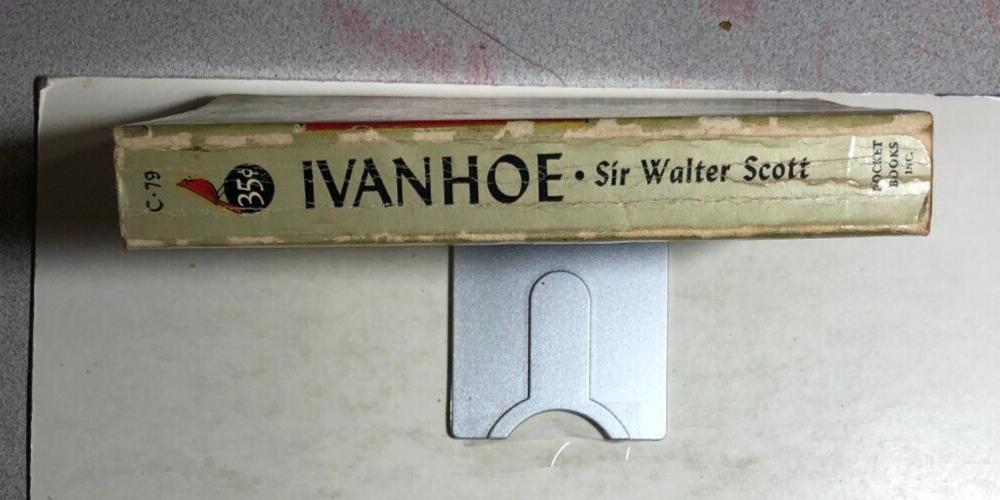 C-79
35¢
IVANHOE • Sir Walter Scott
POCKET
BOOKS
INC.